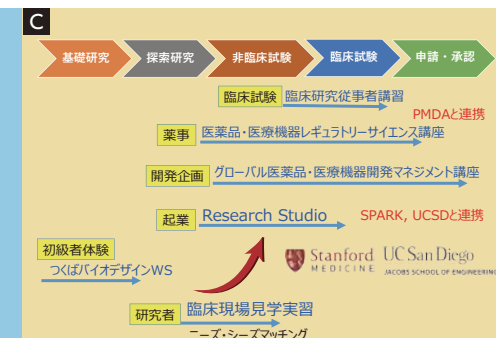 C
基礎研究 探索研究 非臨床試験 臨床試験 申請・承認
臨床試験 臨床研究従事者講習
PMDAと連携
薬事 医薬品・医療機器レギュラトリーサイエンス講座
開発企画 グローバル医薬品・医療機器開発マネジメント講座
起業 Research Studio SPARK, UCSDと連携
初級者体験
つくばバイオデザインWS
Stanford MEDICINE
UC San Diego
JACOBS SCHOOL OF ENGINEERING
研究者 臨床現場見学実習
ニーズ・シーズマッチング